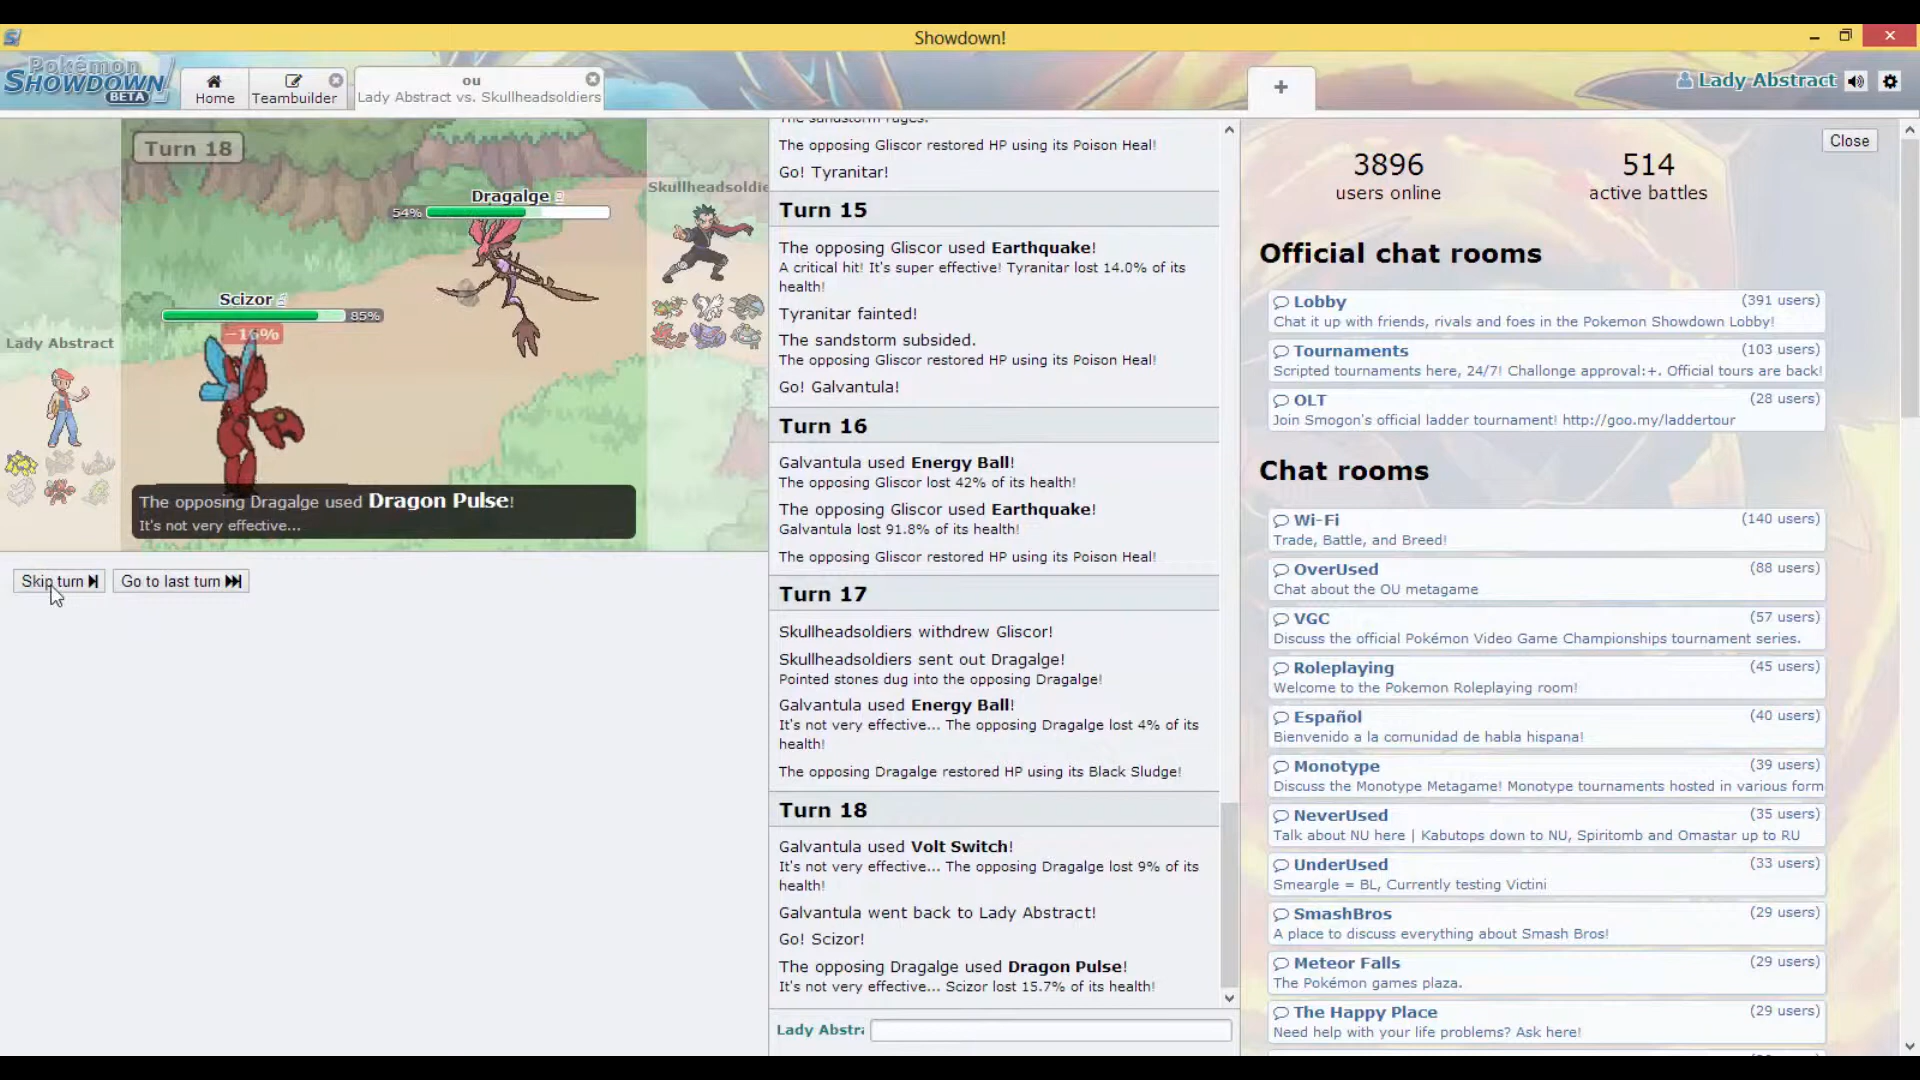 Showdown!
Pokémon
SHOWDOWN
BETA
Home
Teambuilder
ou
Lady Abstract vs. Skullheadsoldiers
+
Lady Abstract
Turn 18
Dragalge
54%
Skullheadsoldie
Scizor
85%
Lady Abstract
The opposing Dragalge used Dragon Pulse!
It's not very effective...
Skip turn
Go to last turn
The sandstorm rages.
The opposing Gliscor restored HP using its Poison Heal!
Go! Tyranitar!
Turn 15
The opposing Gliscor used Earthquake!
A critical hit! It's super effective! Tyranitar lost 14.0% of its
health!
Tyranitar fainted!
The sandstorm subsided.
The opposing Gliscor restored HP using its Poison Heal!
Go! Galvantula!
Turn 16
Galvantula used Energy Ball!
The opposing Gliscor lost 42% of its health!
The opposing Gliscor used Earthquake!
Galvantula lost 91.8% of its health!
The opposing Gliscor restored HP using its Poison Heal!
Turn 17
Skullheadsoldiers withdrew Gliscor!
Skullheadsoldiers sent out Dragalge!
Pointed stones dug into the opposing Dragalge!
Galvantula used Energy Ball!
It's not very effective... The opposing Dragalge lost 4% of its
health!
The opposing Dragalge restored HP using its Black Sludge!
Turn 18
Galvantula used Volt Switch!
It's not very effective... The opposing Dragalge lost 9% of its
health!
Galvantula went back to Lady Abstract!
Go! Scizor!
The opposing Dragalge used Dragon Pulse!
It's not very effective... Scizor lost 15.7% of its health!
Lady Abstra
Close
3896
users online
514
active battles
Official chat rooms
Lobby (391 users)
Chat it up with friends, rivals and foes in the Pokemon Showdown Lobby!
Tournaments (103 users)
Scripted tournaments here, 24/7! Challonge approval:+. Official tours are back!
OLT (28 users)
Join Smogon's official ladder tournament! http://goo.my/laddertour
Chat rooms
Wi-Fi (140 users)
Trade, Battle, and Breed!
OverUsed (88 users)
Chat about the OU metagame
VGC (57 users)
Discuss the official Pokémon Video Game Championships tournament series.
Roleplaying (45 users)
Welcome to the Pokemon Roleplaying room!
Español (40 users)
Bienvenido a la comunidad de habla hispana!
Monotype (39 users)
Discuss the Monotype Metagame! Monotype tournaments hosted in various form
NeverUsed (35 users)
Talk about NU here | Kabutops down to NU, Spiritomb and Omastar up to RU
UnderUsed (33 users)
Smeargle = BL, Currently testing Victini
SmashBros (29 users)
A place to discuss everything about Smash Bros!
Meteor Falls (29 users)
The Pokémon games plaza.
The Happy Place (29 users)
Need help with your life problems? Ask here!